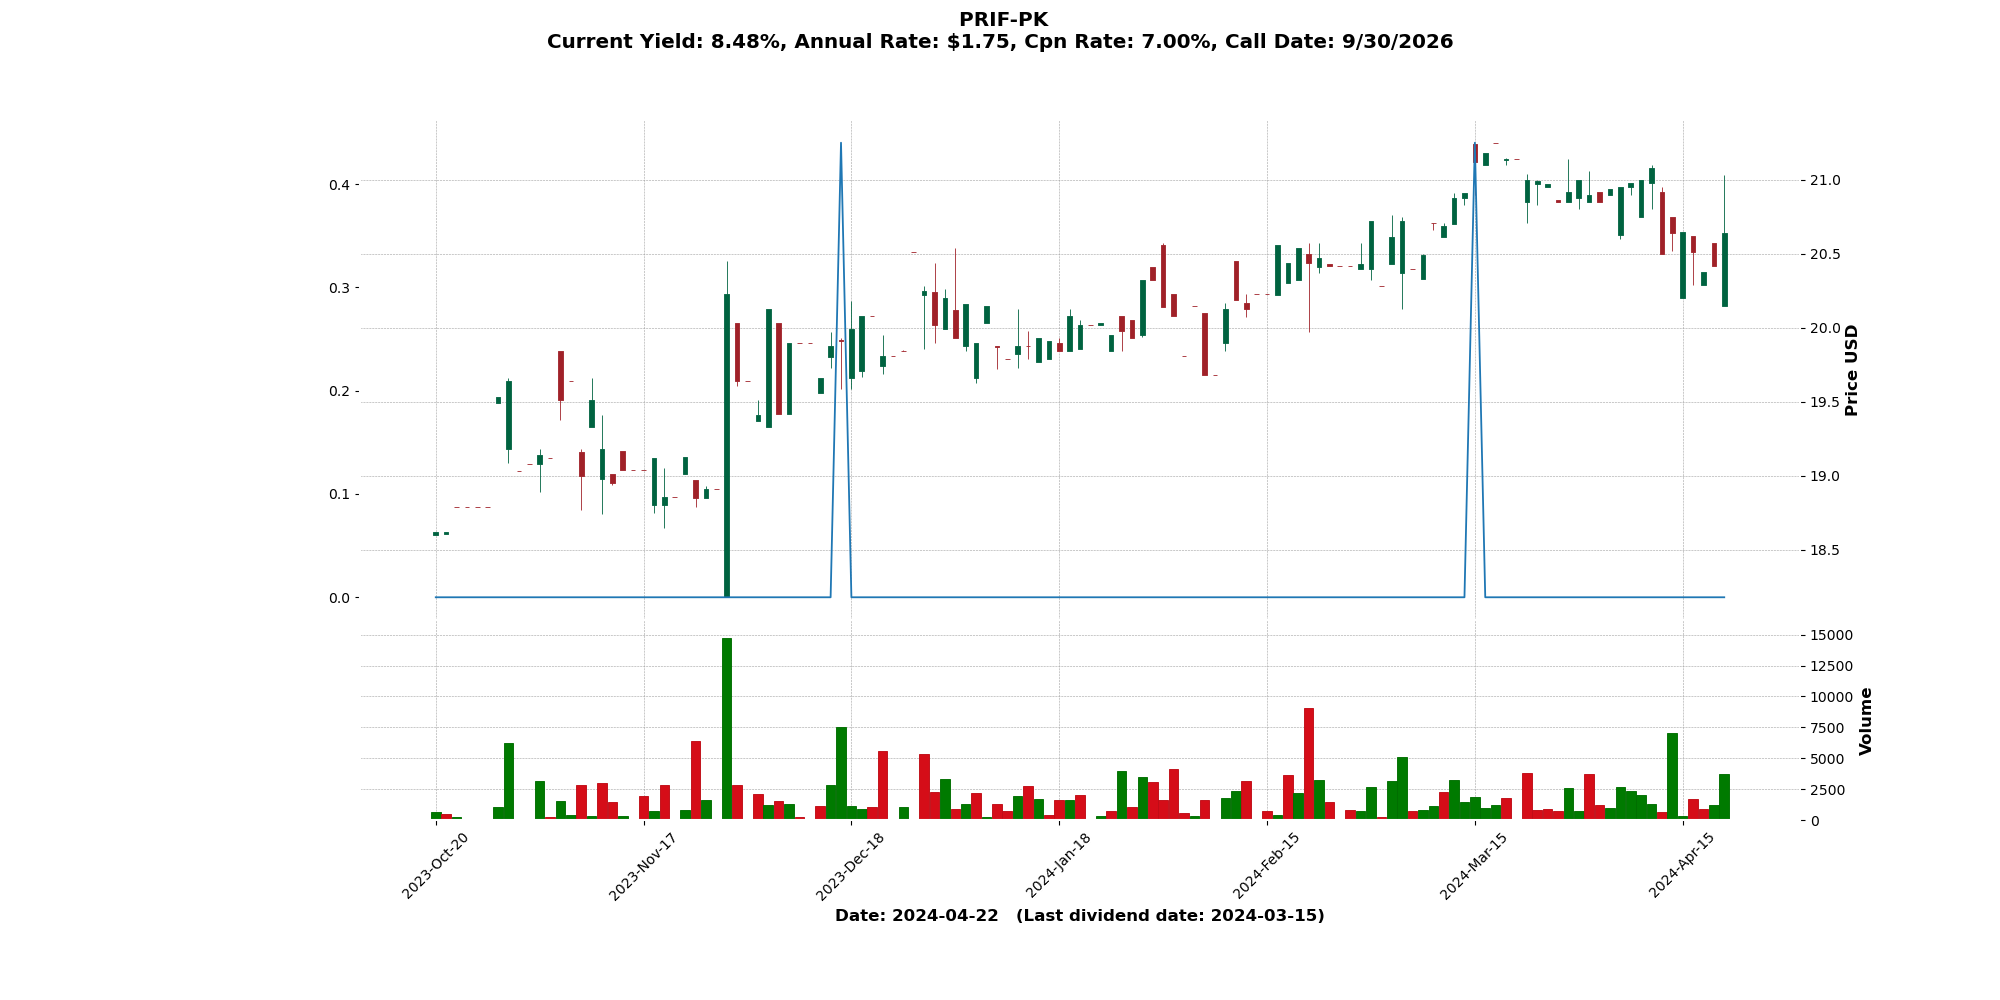 PRIF-PK
Current Yield: 8.48%, Annual Rate: $1.75, Cpn Rate: 7.00%, Call Date: 9/30/2026
0.4
0.3
0.2
0.1
0.0
21.0
20.5
20.0
19.5
19.0
18.5
Price USD
15000
12500
10000
7500
5000
2500
0
Volume
2023-Oct-20
2023-Nov-17
2023-Dec-18
2024-Jan-18
2024-Feb-15
2024-Mar-15
2024-Apr-15
Date: 2024-04-22 (Last dividend date: 2024-03-15)